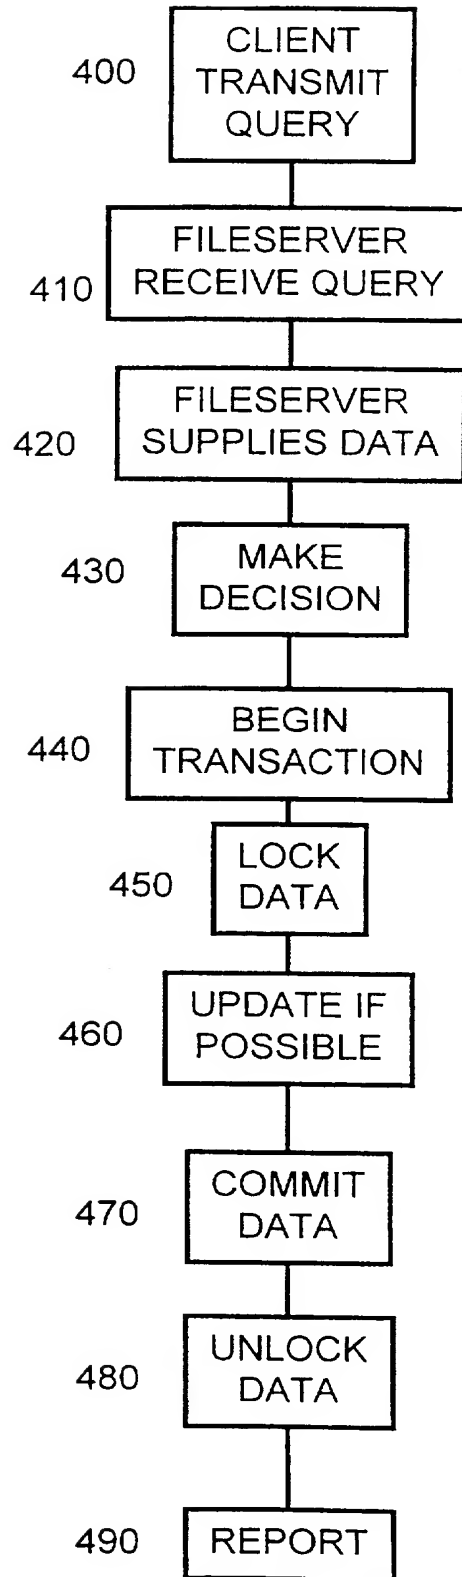 400
CLIENT
TRANSMIT
QUERY
410
FILESERVER
RECEIVE QUERY
420
FILESERVER
SUPPLIES DATA
430
MAKE
DECISION
440
BEGIN
TRANSACTION
450
LOCK
DATA
460
UPDATE IF
POSSIBLE
470
COMMIT
DATA
480
UNLOCK
DATA
490
REPORT